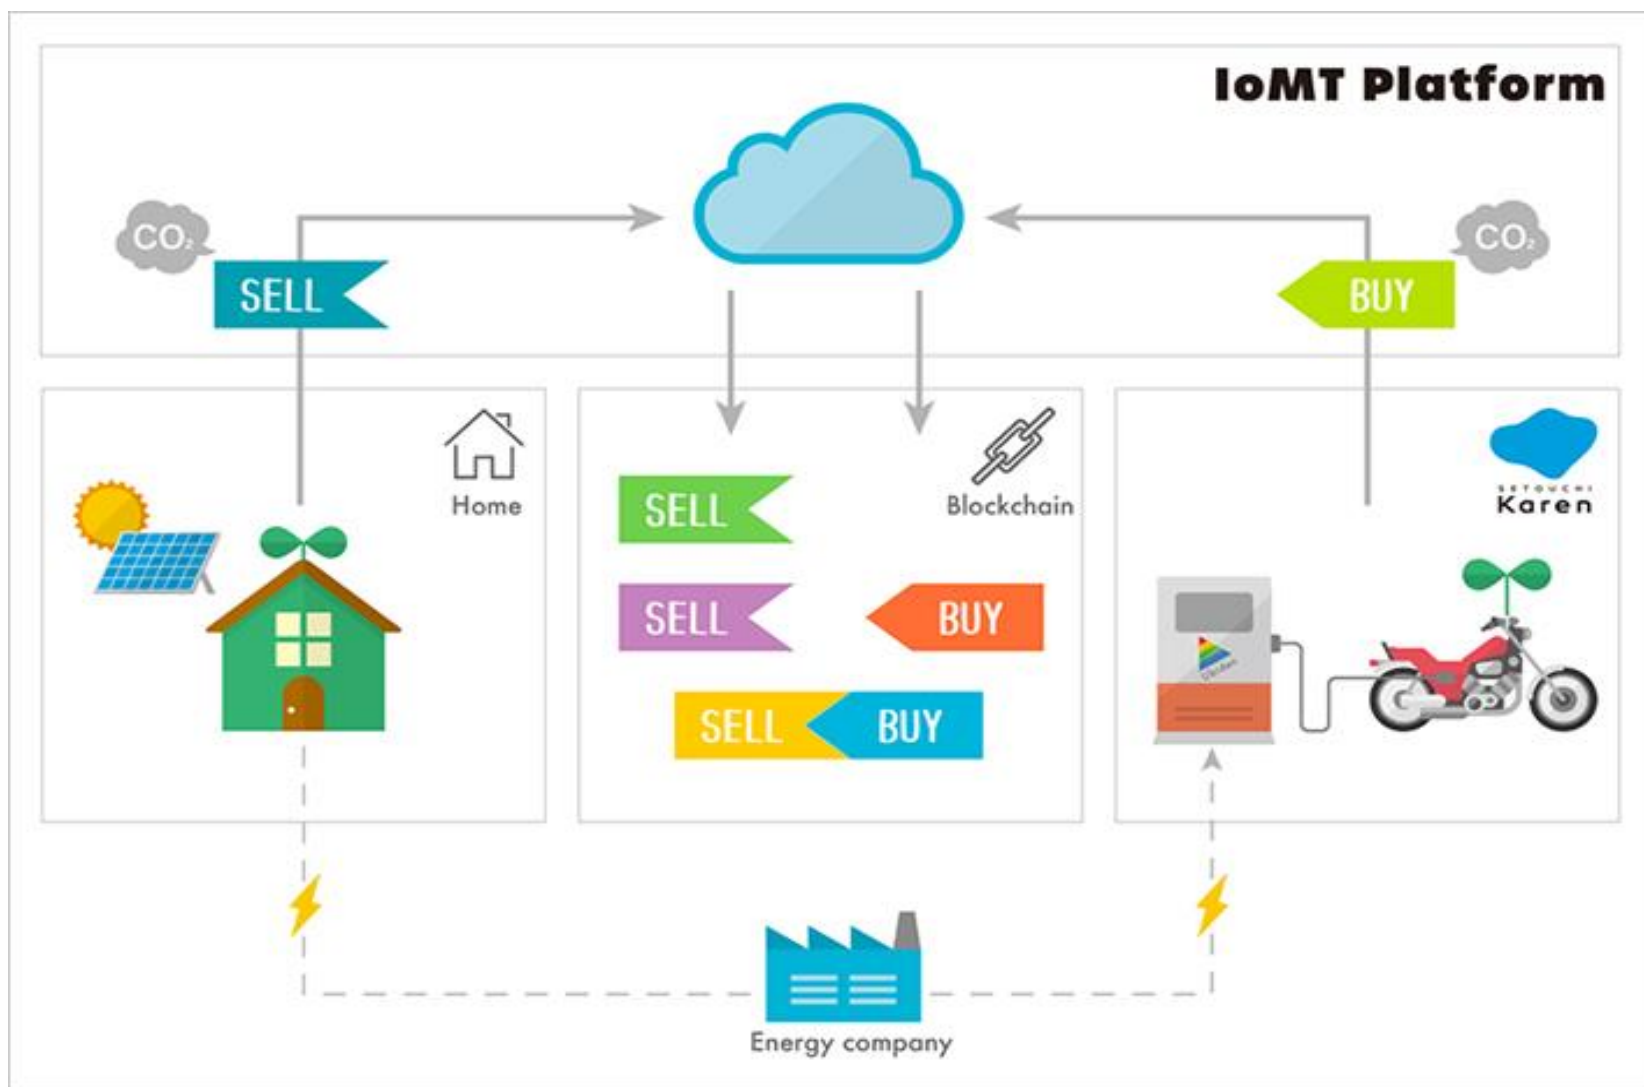 IoMT Platform
CO₂
CO₂
SELL
BUY
Home
Blockchain
SETOUCHI
Karen
SELL
SELL
BUY
SELL
BUY
Energy company